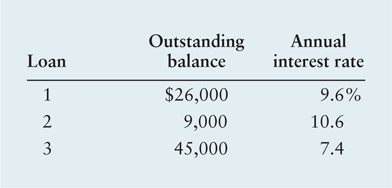 Outstanding Annual
Loan balance interest rate
1 $26,000 9.6%
2 9,000 10.6
3 45,000 7.4